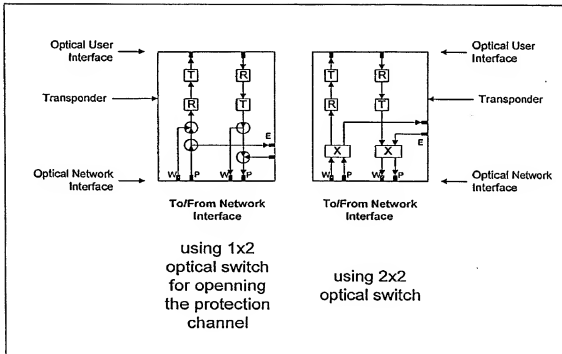 Optical User
Interface
Optical User
Interface
T
R
T
R
Transponder
Transponder
R
T
R
T
E
E
X
X
W
P
W
P
W
P
W
P
Optical Network
Interface
Optical Network
Interface
To/From Network
Interface
To/From Network
Interface
using 1x2
optical switch
for openning
the protection
channel
using 2x2
optical switch